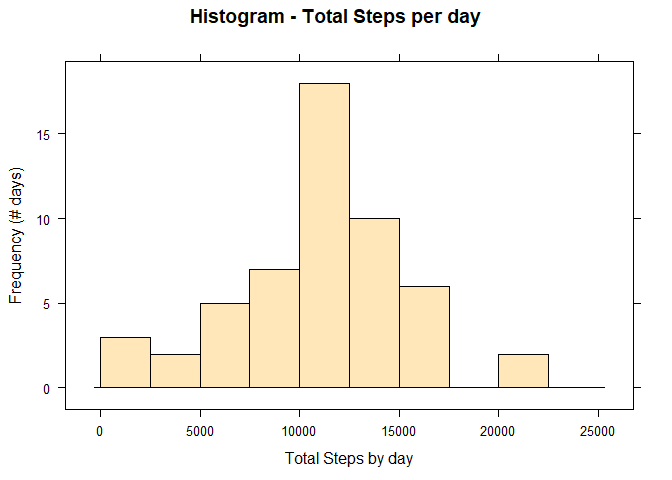 Histogram - Total Steps per day
Frequency (# days)
15
10
5
0
0 5000 10000 15000 20000 25000
Total Steps by day